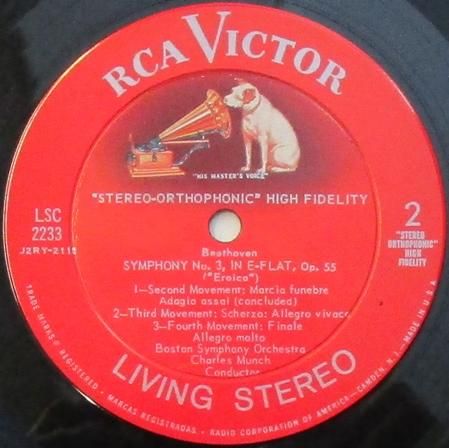 RCA VICTOR
"HIS MASTER'S VOICE"
"STEREO-ORTHOPHONIC" HIGH FIDELITY
LSC
2233
2
"STEREO
ORTHOPHONIC"
HIGH
FIDELITY
Beethoven
SYMPHONY No. 3, IN E-FLAT, Op. 55
("Eroica")
1—Second Movement: Marcia funebre
Adagio assai (concluded)
2—Third Movement: Scherzo: Allegro vivace
3—Fourth Movement: Finale
Allegro molto
Boston Symphony Orchestra
Charles Munch
Conductor
LIVING STEREO
TRADE MARKS ® REGISTERED • MARCAS REGISTRADAS • RADIO CORPORATION OF AMERICA—CAMDEN, N. J.—MADE IN U.S.A.